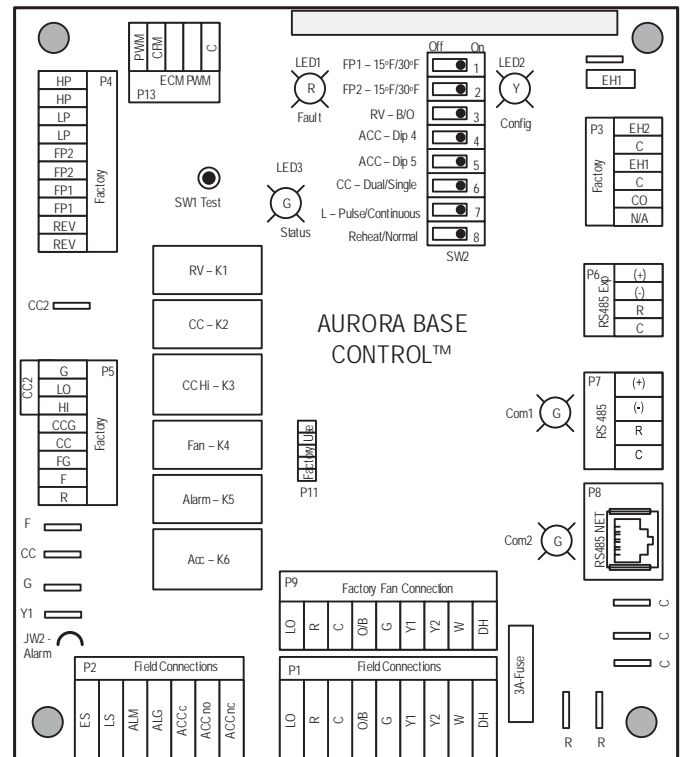 PWM
CFM
C
ECM PWM
P13
LED1
R
Fault
Off On
FP1 – 15ºF/30ºF 1
FP2 – 15ºF/30ºF 2
RV – B/O 3
ACC – Dip 4 4
ACC – Dip 5 5
CC – Dual/Single 6
L – Pulse/Continuous 7
Reheat/Normal 8
SW2
LED2
Y
Config
EH1
P4
HP
HP
LP
LP
FP2
FP2
FP1
FP1
REV
REV
Factory
SW1 Test
LED3
G
Status
P3
Factory
EH2
C
EH1
C
CO
N/A
RV – K1
CC – K2
CC Hi – K3
Fan – K4
Alarm – K5
Acc – K6
AURORA BASE
CONTROL™
P6
RS485 Exp
(+)
(-)
R
C
CC2
CC2
P5
G
LO
HI
CCG
CC
FG
F
R
Factory
Factory Use
P11
Com1
G
P7
RS 485
(+)
(-)
R
C
Com2
G
P8
RS485 NET
F
CC
G
Y1
JW2 -
Alarm
P9 Factory Fan Connection
LO R C O/B G Y1 Y2 W DH
P2 Field Connections
ES LS ALM ALG ACC c ACC no ACC nc
P1 Field Connections
LO R C O/B G Y1 Y2 W DH
3A-Fuse
C
C
C
R R